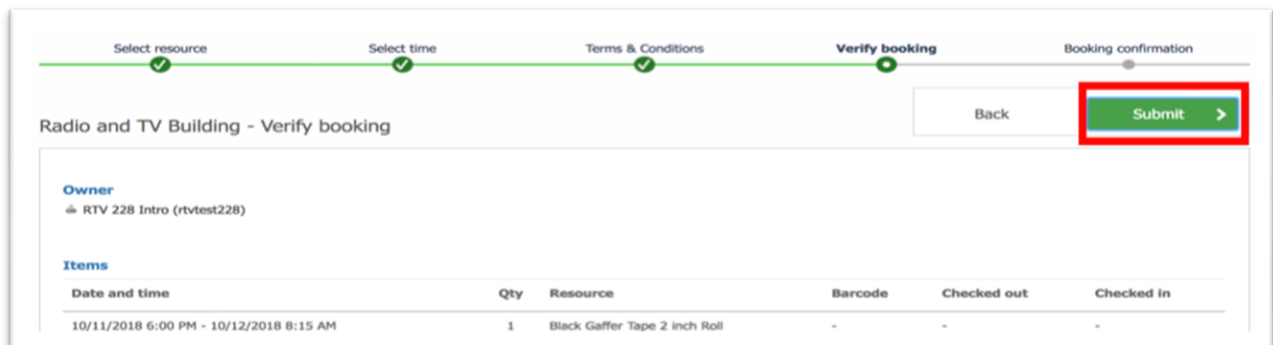 Select resource Select time Terms & Conditions Verify booking Booking confirmation
Back Submit
Radio and TV Building - Verify booking
Owner
RTV 228 Intro (rtvtest228)
Items
Date and time Qty Resource Barcode Checked out Checked in
10/11/2018 6:00 PM - 10/12/2018 8:15 AM 1 Black Gaffer Tape 2 inch Roll - - -